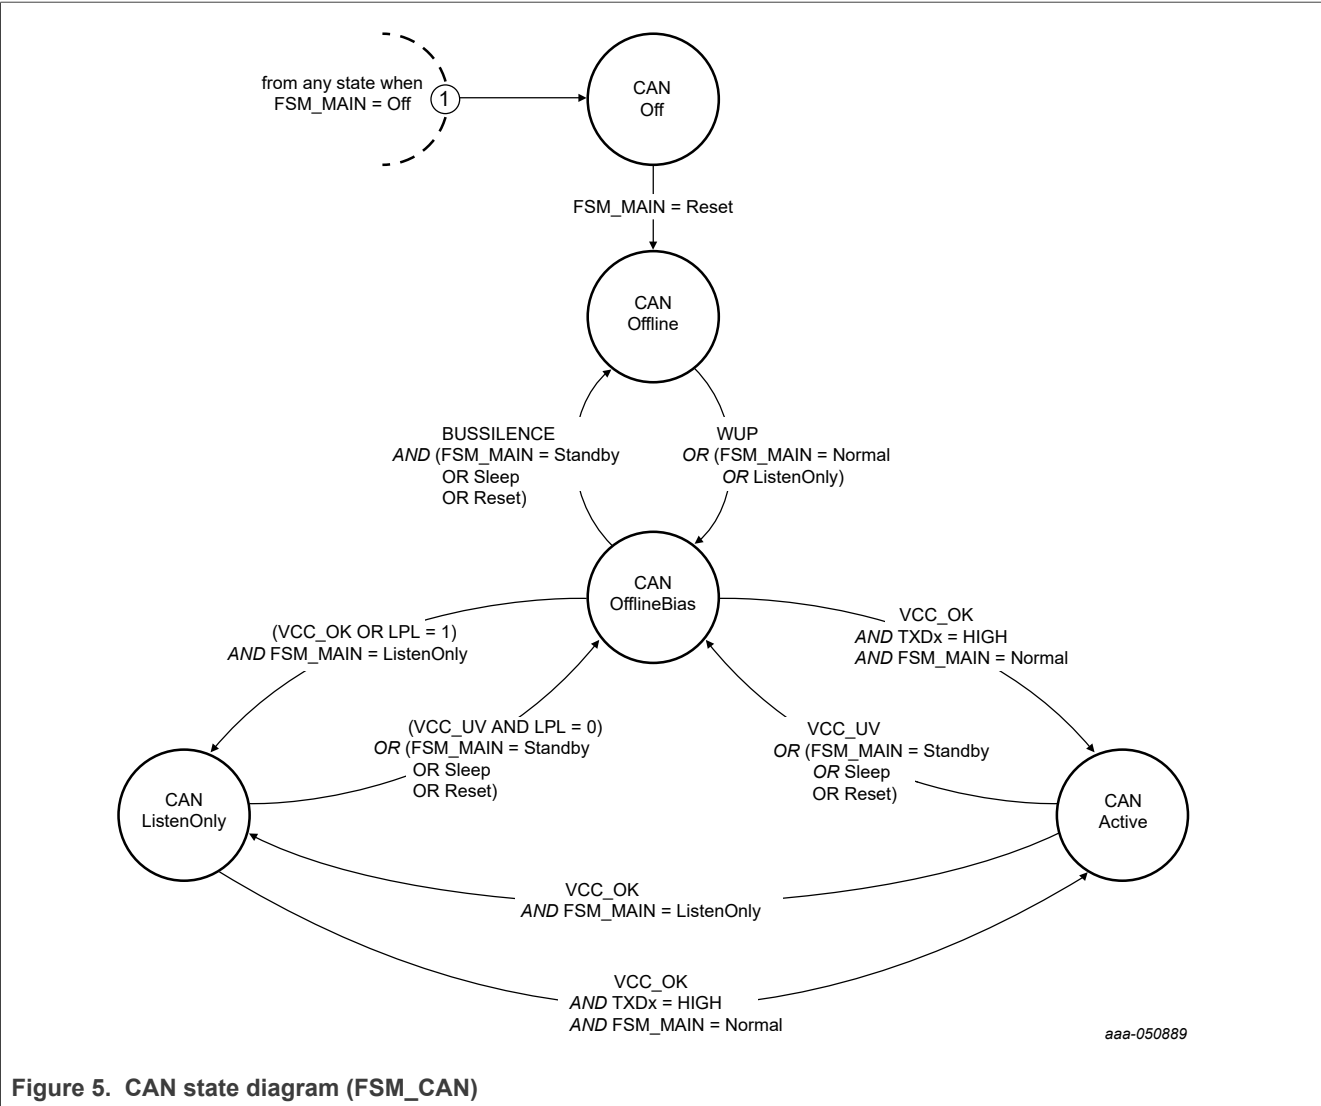 from any state when
FSM_MAIN = Off
1
CAN
Off
FSM_MAIN = Reset
CAN
Offline
BUSSILENCE
AND (FSM_MAIN = Standby
OR Sleep
OR Reset)
WUP
OR (FSM_MAIN = Normal
OR ListenOnly)
CAN
OfflineBias
(VCC_OK OR LPL = 1)
AND FSM_MAIN = ListenOnly
VCC_OK
AND TXDx = HIGH
AND FSM_MAIN = Normal
(VCC_UV AND LPL = 0)
OR (FSM_MAIN = Standby
OR Sleep
OR Reset)
VCC_UV
OR (FSM_MAIN = Standby
OR Sleep
OR Reset)
CAN
ListenOnly
CAN
Active
VCC_OK
AND FSM_MAIN = ListenOnly
VCC_OK
AND TXDx = HIGH
AND FSM_MAIN = Normal
aaa-050889
Figure 5. CAN state diagram (FSM_CAN)